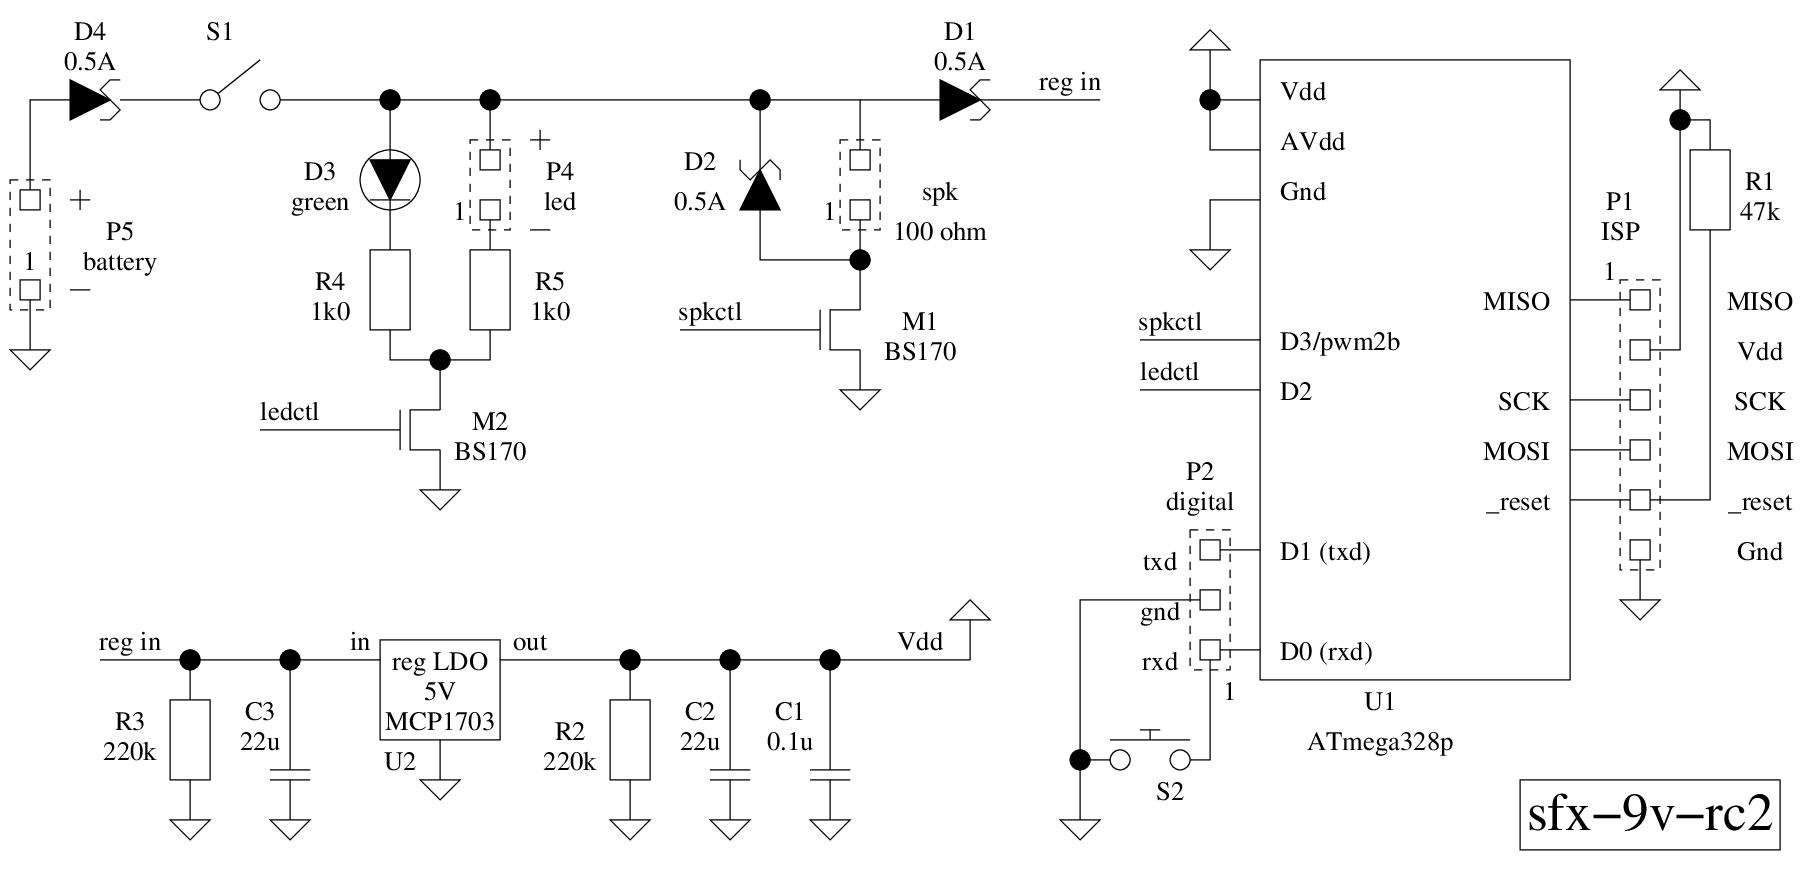 D4
0.5A
S1
D1
0.5A
reg in
+
P5
battery
1
−
D3
green
+
P4
led
1
−
R4
1k0
R5
1k0
ledctl
M2
BS170
D2
0.5A
spk
1
100 ohm
spkctl
M1
BS170
Vdd
AVdd
Gnd
spkctl
D3/pwm2b
ledctl
D2
MISO
SCK
MOSI
_reset
P2
digital
txd
D1 (txd)
gnd
rxd
D0 (rxd)
1
S2
U1
ATmega328p
R1
47k
P1
ISP
1
MISO
Vdd
SCK
MOSI
_reset
Gnd
reg in
in
reg LDO
5V
MCP1703
U2
out
Vdd
R3
220k
C3
22u
R2
220k
C2
22u
C1
0.1u
sfx−9v−rc2